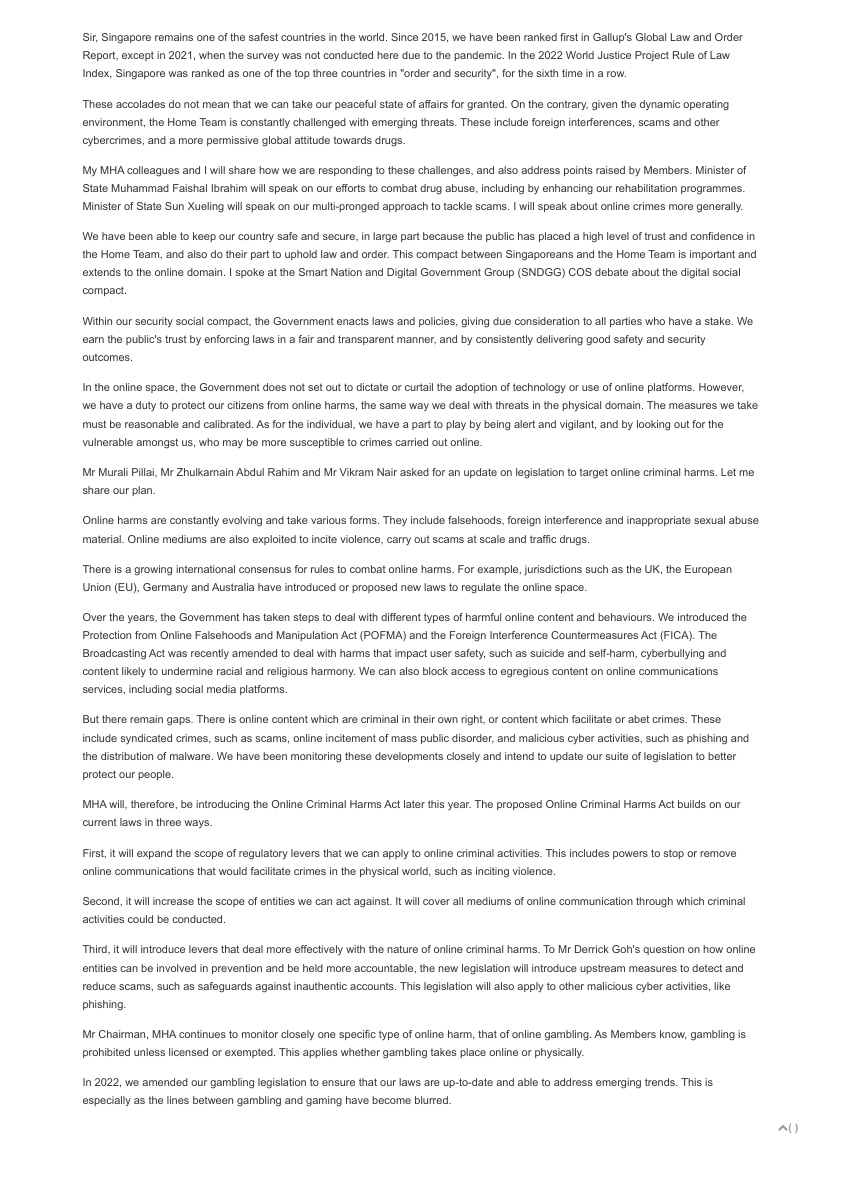 Sir, Singapore remains one of the safest countries in the world. Since 2015, we have been ranked first in Gallup's Global Law and Order
Report, except in 2021, when the survey was not conducted here due to the pandemic. In the 2022 World Justice Project Rule of Law
Index, Singapore was ranked as one of the top three countries in "order and security", for the sixth time in a row.
These accolades do not mean that we can take our peaceful state of affairs for granted. On the contrary, given the dynamic operating
environment, the Home Team is constantly challenged with emerging threats. These include foreign interferences, scams and other
cybercrimes, and a more permissive global attitude towards drugs.
My MHA colleagues and I will share how we are responding to these challenges, and also address points raised by Members. Minister of
State Muhammad Faishal Ibrahim will speak on our efforts to combat drug abuse, including by enhancing our rehabilitation programmes.
Minister of State Sun Xueling will speak on our multi-pronged approach to tackle scams. I will speak about online crimes more generally.
We have been able to keep our country safe and secure, in large part because the public has placed a high level of trust and confidence in
the Home Team, and also do their part to uphold law and order. This compact between Singaporeans and the Home Team is important and
extends to the online domain. I spoke at the Smart Nation and Digital Government Group (SNDGG) COS debate about the digital social
compact.
Within our security social compact, the Government enacts laws and policies, giving due consideration to all parties who have a stake. We
earn the public's trust by enforcing laws in a fair and transparent manner, and by consistently delivering good safety and security
outcomes.
In the online space, the Government does not set out to dictate or curtail the adoption of technology or use of online platforms. However,
we have a duty to protect our citizens from online harms, the same way we deal with threats in the physical domain. The measures we take
must be reasonable and calibrated. As for the individual, we have a part to play by being alert and vigilant, and by looking out for the
vulnerable amongst us, who may be more susceptible to crimes carried out online.
Mr Murali Pillai, Mr Zhulkarnain Abdul Rahim and Mr Vikram Nair asked for an update on legislation to target online criminal harms. Let me
share our plan.
Online harms are constantly evolving and take various forms. They include falsehoods, foreign interference and inappropriate sexual abuse
material. Online mediums are also exploited to incite violence, carry out scams at scale and traffic drugs.
There is a growing international consensus for rules to combat online harms. For example, jurisdictions such as the UK, the European
Union (EU), Germany and Australia have introduced or proposed new laws to regulate the online space.
Over the years, the Government has taken steps to deal with different types of harmful online content and behaviours. We introduced the
Protection from Online Falsehoods and Manipulation Act (POFMA) and the Foreign Interference Countermeasures Act (FICA). The
Broadcasting Act was recently amended to deal with harms that impact user safety, such as suicide and self-harm, cyberbullying and
content likely to undermine racial and religious harmony. We can also block access to egregious content on online communications
services, including social media platforms.
But there remain gaps. There is online content which are criminal in their own right, or content which facilitate or abet crimes. These
include syndicated crimes, such as scams, online incitement of mass public disorder, and malicious cyber activities, such as phishing and
the distribution of malware. We have been monitoring these developments closely and intend to update our suite of legislation to better
protect our people.
MHA will, therefore, be introducing the Online Criminal Harms Act later this year. The proposed Online Criminal Harms Act builds on our
current laws in three ways.
First, it will expand the scope of regulatory levers that we can apply to online criminal activities. This includes powers to stop or remove
online communications that would facilitate crimes in the physical world, such as inciting violence.
Second, it will increase the scope of entities we can act against. It will cover all mediums of online communication through which criminal
activities could be conducted.
Third, it will introduce levers that deal more effectively with the nature of online criminal harms. To Mr Derrick Goh's question on how online
entities can be involved in prevention and be held more accountable, the new legislation will introduce upstream measures to detect and
reduce scams, such as safeguards against inauthentic accounts. This legislation will also apply to other malicious cyber activities, like
phishing.
Mr Chairman, MHA continues to monitor closely one specific type of online harm, that of online gambling. As Members know, gambling is
prohibited unless licensed or exempted. This applies whether gambling takes place online or physically.
In 2022, we amended our gambling legislation to ensure that our laws are up-to-date and able to address emerging trends. This is
especially as the lines between gambling and gaming have become blurred.
( )